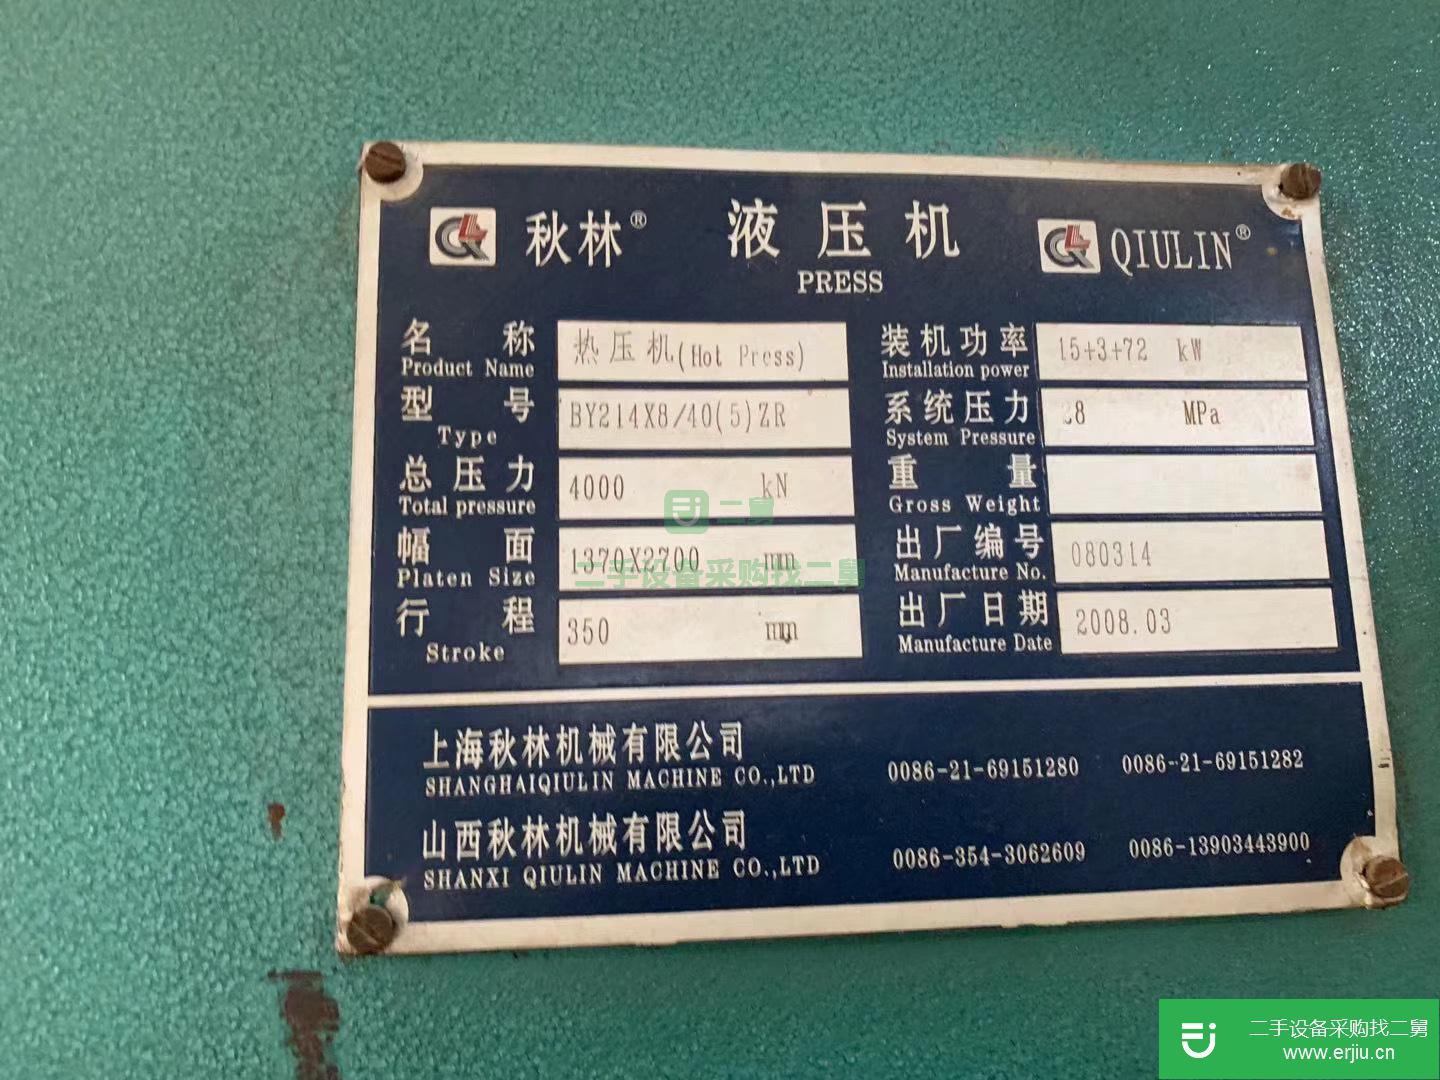 秋林® 液压机 QIULIN®
PRESS
名称 热压机(Hot Press) 装机功率 15+3+72 kW
Product Name Installation power
型号 BY214X8/40(5)ZR 系统压力 28 MPa
Type System Pressure
总压力 4000 kN 重量
Total pressure Gross Weight
幅面 1370X2700 mm 出厂编号 080314
Platen Size Manufacture No.
行程 350 mm 出厂日期 2008.03
Stroke Manufacture Date
二舅
二手设备采购找二舅
上海秋林机械有限公司
SHANGHAIQIULIN MACHINE CO.,LTD 0086-21-69151280 0086-21-69151282
山西秋林机械有限公司
SHANXI QIULIN MACHINE CO.,LTD 0086-354-3062609 0086-13903443900
二手设备采购找二舅
www.erjiu.cn